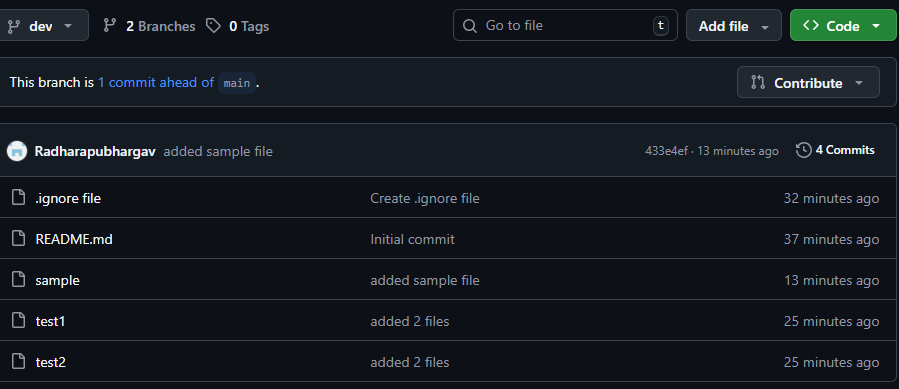 dev 2 Branches 0 Tags Go to file t Add file Code
This branch is 1 commit ahead of main .
Contribute
Radharapubhargav added sample file 433e4ef · 13 minutes ago 4 Commits
.ignore file Create .ignore file 32 minutes ago
README.md Initial commit 37 minutes ago
sample added sample file 13 minutes ago
test1 added 2 files 25 minutes ago
test2 added 2 files 25 minutes ago